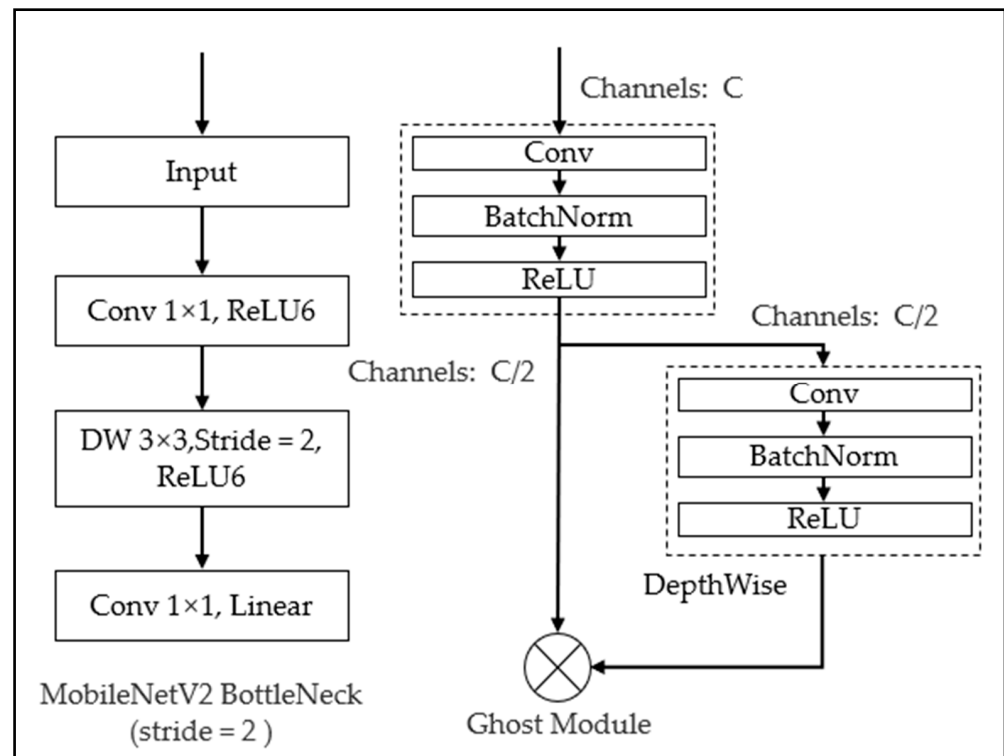 Input
Conv 1×1, ReLU6
DW 3×3,Stride = 2,
ReLU6
Conv 1×1, Linear
MobileNetV2 BottleNeck
(stride = 2 )
Channels: C
Conv
BatchNorm
ReLU
Channels: C/2
Channels: C/2
Conv
BatchNorm
ReLU
DepthWise
Ghost Module